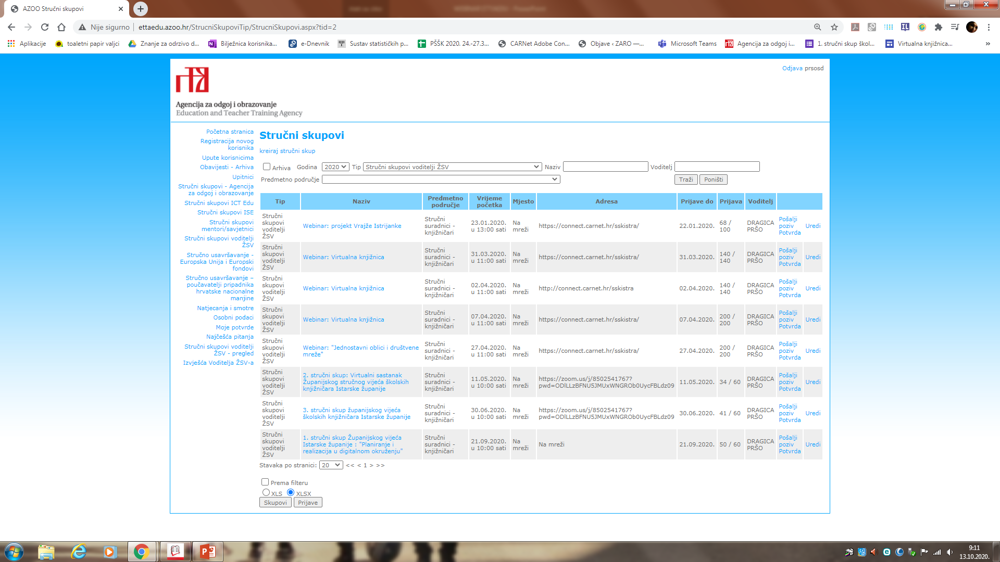 AZOO Stručni skupovi
Nije sigurno | ettaedu.azoo.hr/StrucniSkupoviTip/StrucniSkupovi.aspx?tid=2
Aplikacije toaletni papir valjci Znanje za odrzivo d... Bilježnica korisnika... e-Dnevnik Sustav statističkih p... PŠŠK 2020. 24.-27.3... CARNet Adobe Con... Objave ‹ ZARO —... Microsoft Teams Agencija za odgoj i... 1. stručni skup škol... Virtualna knjižnica... »
Odjava prsosd
Agencija za odgoj i obrazovanje
Education and Teacher Training Agency
Početna stranica
Registracija novog
korisnika
Upute korisnicima
Obavijesti - Arhiva
Upitnici
Stručni skupovi - Agencija
za odgoj i obrazovanje
Stručni skupovi ICT Edu
Stručni skupovi ISE
Stručni skupovi
mentori/savjetnici
Stručni skupovi voditelji
ŽSV
Stručno usavršavanje -
Europska Unija i Europski
fondovi
Stručno usavršavanje –
poučavatelji pripadnika
hrvatske nacionalne
manjine
Natjecanja i smotre
Osobni podaci
Moje potvrde
Najčešća pitanja
Stručni skupovi voditelji
ŽSV - pregled
Izvješća Voditelja ŽSV-a
Stručni skupovi
kreiraj stručni skup
Arhiva Godina 2020 Tip Stručni skupovi voditelji ŽSV Naziv Voditelj
Predmetno područje Traži Poništi
Tip Naziv Predmetno područje Vrijeme početka Mjesto Adresa Prijave do Prijava Voditelj
Stručni skupovi voditelji ŽSV Webinar: projekt Vrajže Istrijanke Stručni suradnici - knjižničari 23.01.2020. u 13:00 sati Na mreži https://connect.carnet.hr/sskistra/ 22.01.2020. 68 / 100 DRAGICA PRŠO Pošalji poziv Potvrda Uredi
Stručni skupovi voditelji ŽSV Webinar: Virtualna knjižnica Stručni suradnici - knjižničari 31.03.2020. u 11:00 sati Na mreži https://connect.carnet.hr/sskistra/ 31.03.2020. 140 / 140 DRAGICA PRŠO Pošalji poziv Potvrda Uredi
Stručni skupovi voditelji ŽSV Webinar: Virtualna knjižnica Stručni suradnici - knjižničari 02.04.2020. u 11:00 sati Na mreži http://connect.carnet.hr/sskistra 02.04.2020. 140 / 140 DRAGICA PRŠO Pošalji poziv Potvrda Uredi
Stručni skupovi voditelji ŽSV Webinar: Virtualna knjižnica Stručni suradnici - knjižničari 07.04.2020. u 11:00 sati Na mreži https://connect.carnet.hr/sskistra/ 07.04.2020. 200 / 200 DRAGICA PRŠO Pošalji poziv Potvrda Uredi
Stručni skupovi voditelji ŽSV Webinar: "Jednostavni oblici i društvene mreže" Stručni suradnici - knjižničari 27.04.2020. u 11:00 sati Na mreži https://connect.carnet.hr/sskistra/ 27.04.2020. 200 / 200 DRAGICA PRŠO Pošalji poziv Potvrda Uredi
Stručni skupovi voditelji ŽSV 2. stručni skup: Virtualni sastanak Županijskog stručnog vijeća školskih knjižničara Istarske županije Stručni suradnici - knjižničari 11.05.2020. u 10:00 sati Na mreži https://zoom.us/j/8502541767?pwd=ODlLLzBFNU5JMUxWNGROb0UycFBLdz09 11.05.2020. 34 / 60 DRAGICA PRŠO Pošalji poziv Potvrda Uredi
Stručni skupovi voditelji ŽSV 3. stručni skup županijskog vijeća školskih knjižničara Istarske županije Stručni suradnici - knjižničari 30.06.2020. u 10:00 sati Na mreži https://zoom.us/j/8502541767?pwd=ODlLLzBFNU5JMUxWNGROb0UycFBLdz09 30.06.2020. 41 / 60 DRAGICA PRŠO Pošalji poziv Potvrda Uredi
Stručni skupovi voditelji ŽSV 1. stručni skup Županijskog vijeća Istarske županije : "Planiranje i realizacija u digitalnom okruženju" Stručni suradnici - knjižničari 21.09.2020. u 10:00 sati Na mreži Na mreži 21.09.2020. 50 / 60 DRAGICA PRŠO Pošalji poziv Potvrda Uredi
Stavaka po stranici: 20 << < 1 > >>
Prema filteru
XLS XLSX
Skupovi Prijave
9:11
13.10.2020.